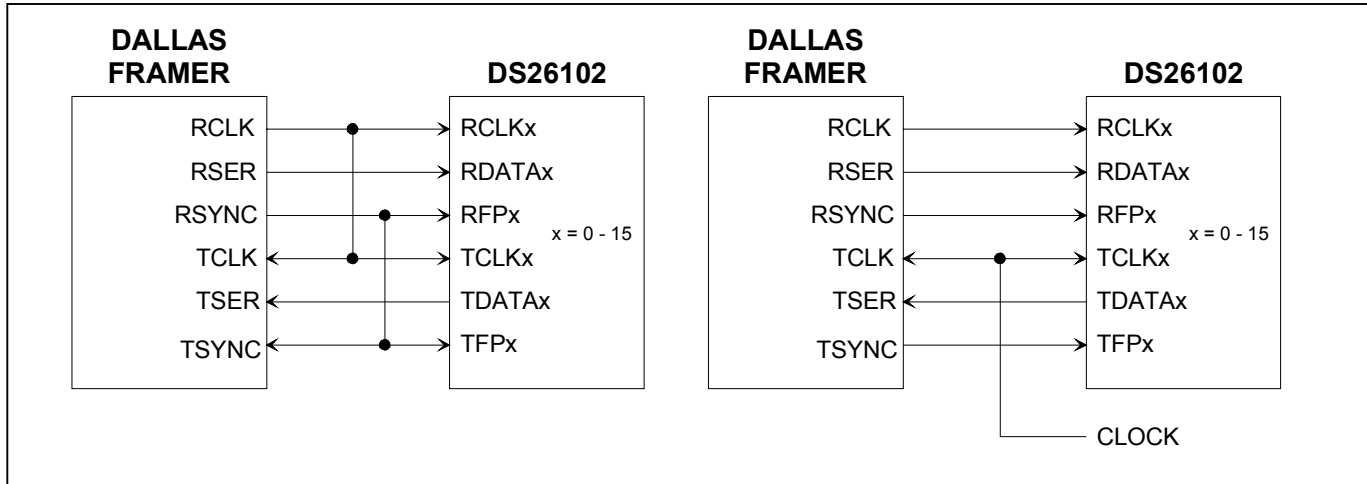 DALLAS
FRAMER
DS26102
RCLK
RCLKx
RSER
RDATAx
RSYNC
RFPx
x = 0 - 15
TCLK
TCLKx
TSER
TDATAx
TSYNC
TFPx
DALLAS
FRAMER
DS26102
RCLK
RCLKx
RSER
RDATAx
RSYNC
RFPx
x = 0 - 15
TCLK
TCLKx
TSER
TDATAx
TSYNC
TFPx
CLOCK